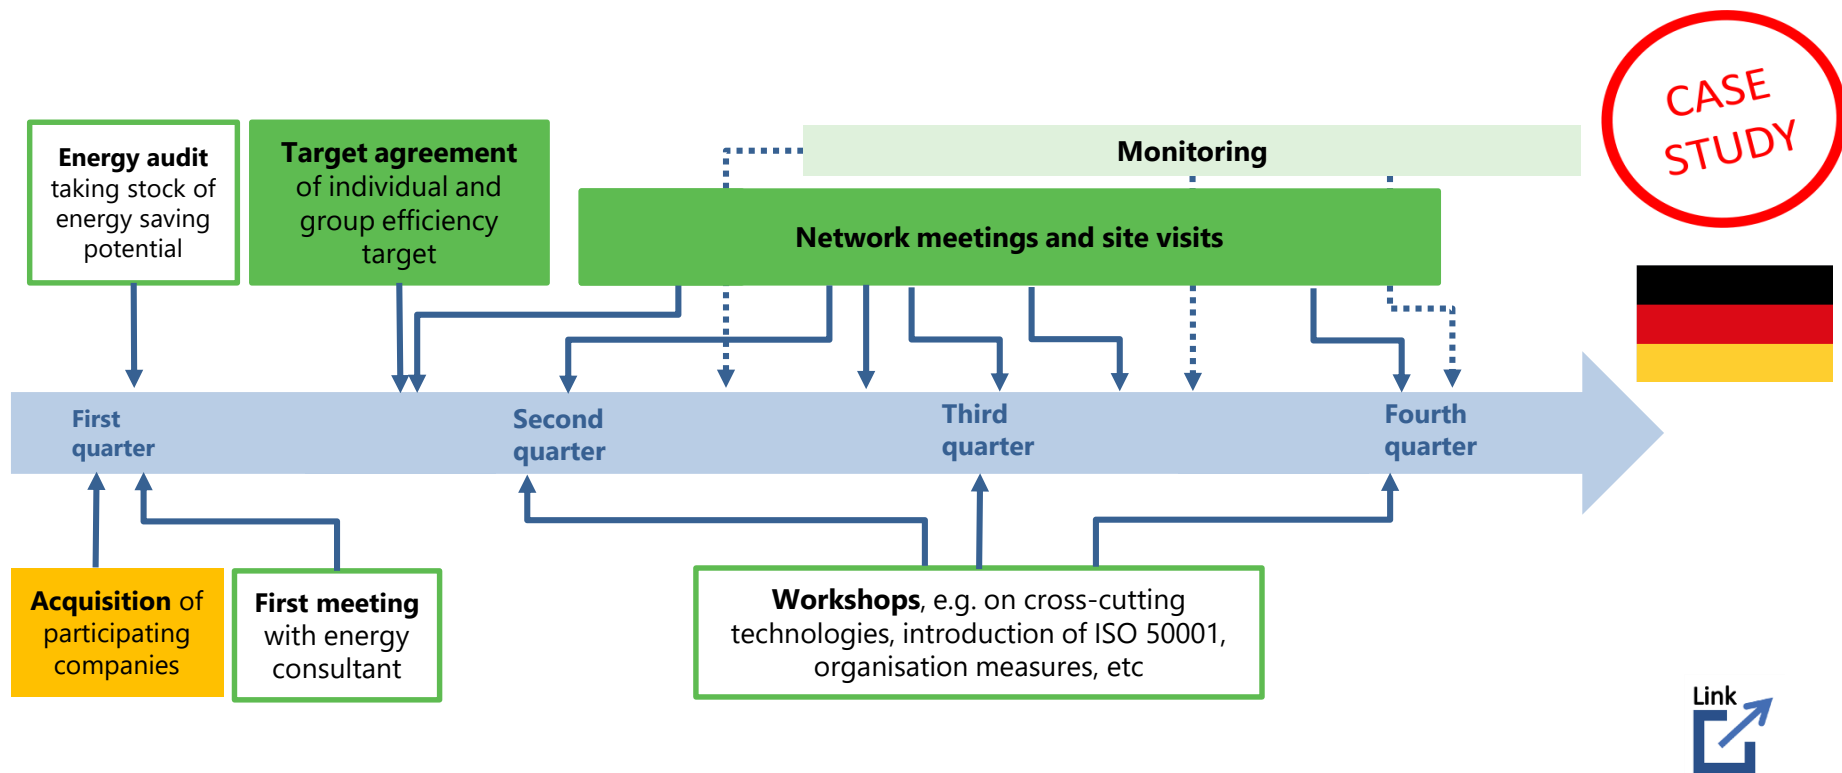 CASE
STUDY
Energy audit
taking stock of
energy saving
potential
Target agreement
of individual and
group efficiency
target
Monitoring
Network meetings and site visits
First
quarter
Second
quarter
Third
quarter
Fourth
quarter
Acquisition of
participating
companies
First meeting
with energy
consultant
Workshops, e.g. on cross-cutting
technologies, introduction of ISO 50001,
organisation measures, etc
Link